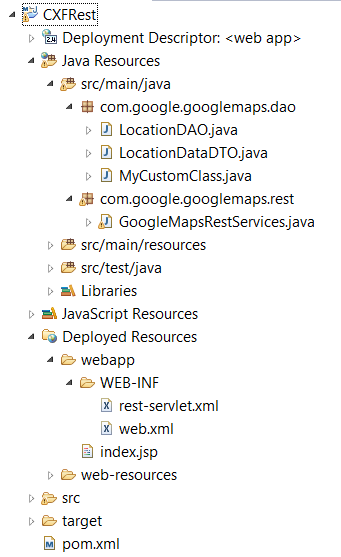 CXFRest
2.4 Deployment Descriptor: <web app>
Java Resources
src/main/java
com.google.googlemaps.dao
LocationDAO.java
LocationDataDTO.java
MyCustomClass.java
com.google.googlemaps.rest
GoogleMapsRestServices.java
src/main/resources
src/test/java
Libraries
JavaScript Resources
Deployed Resources
webapp
WEB-INF
rest-servlet.xml
web.xml
index.jsp
web-resources
src
target
pom.xml